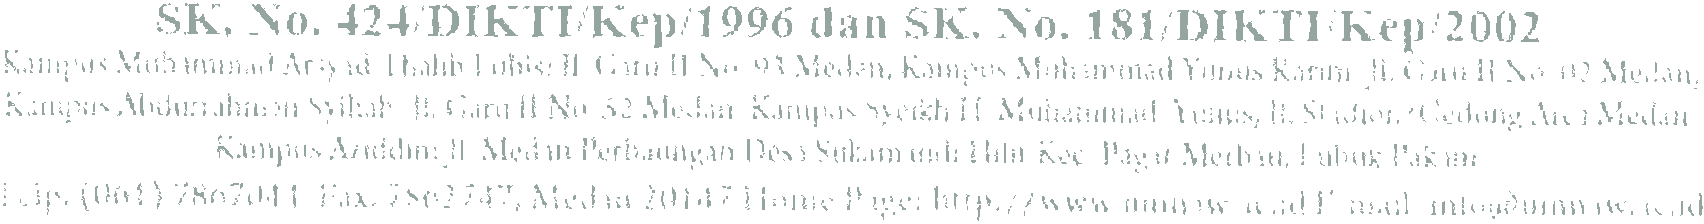 SK. No. 424/DIKTI/Kep/1996 dan SK. No. 181/DIKTI/Kep/2002
Kampus Muhammad Arsyad Thalib Lubis: Jl. Garu II No. 93 Medan, Kampus Muhammad Yunus Karim: Jl. Garu II No. 02 Medan,
Kampus Abdurrahman Syihab: Jl. Garu II No. 52 Medan Kampus Syeikh H. Muhammad Yunus, Jl. Stadion/Gedung Arca Medan
Kampus Aziddin: Jl. Medan Perbaungan Desa Sukamandi Hilir Kec. Pagar Merbau, Lubuk Pakam
Telp. (061) 7867044 Fax. 7862747, Medan 20147 Home Page: http://www.umnaw.ac.id E-mail: info@umnaw.ac.id